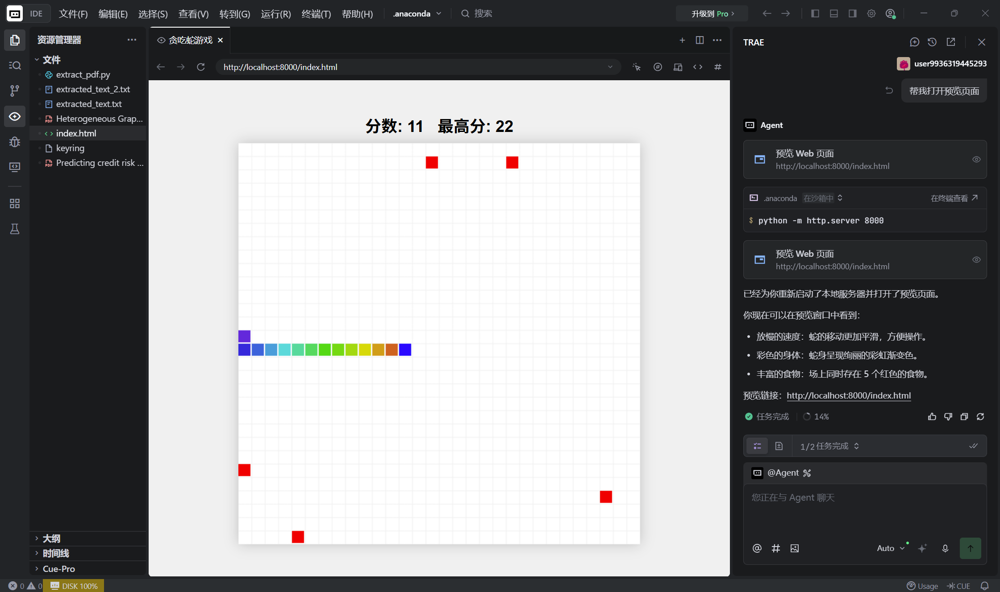 IDE 文件(F) 编辑(E) 选择(S) 查看(V) 转到(G) 运行(R) 终端(T) 帮助(H) .anaconda 搜索 升级到 Pro
资源管理器
文件
extract_pdf.py
extracted_text_2.txt
extracted_text.txt
Heterogeneous Grap...
index.html
keyring
Predicting credit risk ...
大纲
时间线
Cue-Pro
贪吃蛇游戏
http://localhost:8000/index.html
分数: 11 最高分: 22
TRAE
user9936319445293
帮我打开预览页面
Agent
预览 Web 页面
http://localhost:8000/index.html
.anaconda 在沙箱中 在终端查看
$ python -m http.server 8000
预览 Web 页面
http://localhost:8000/index.html
已经为你重新启动了本地服务器并打开了预览页面。
你现在可以在预览窗口中看到：
• 放慢的速度：蛇的移动更加平滑，方便操作。
• 彩色的身体：蛇身呈现绚丽的彩虹渐变色。
• 丰富的食物：场上同时存在 5 个红色的食物。
预览链接：http://localhost:8000/index.html
任务完成 14%
1/2 任务完成
@Agent
您正在与 Agent 聊天
Auto
0 0 DISK 100% Usage CUE